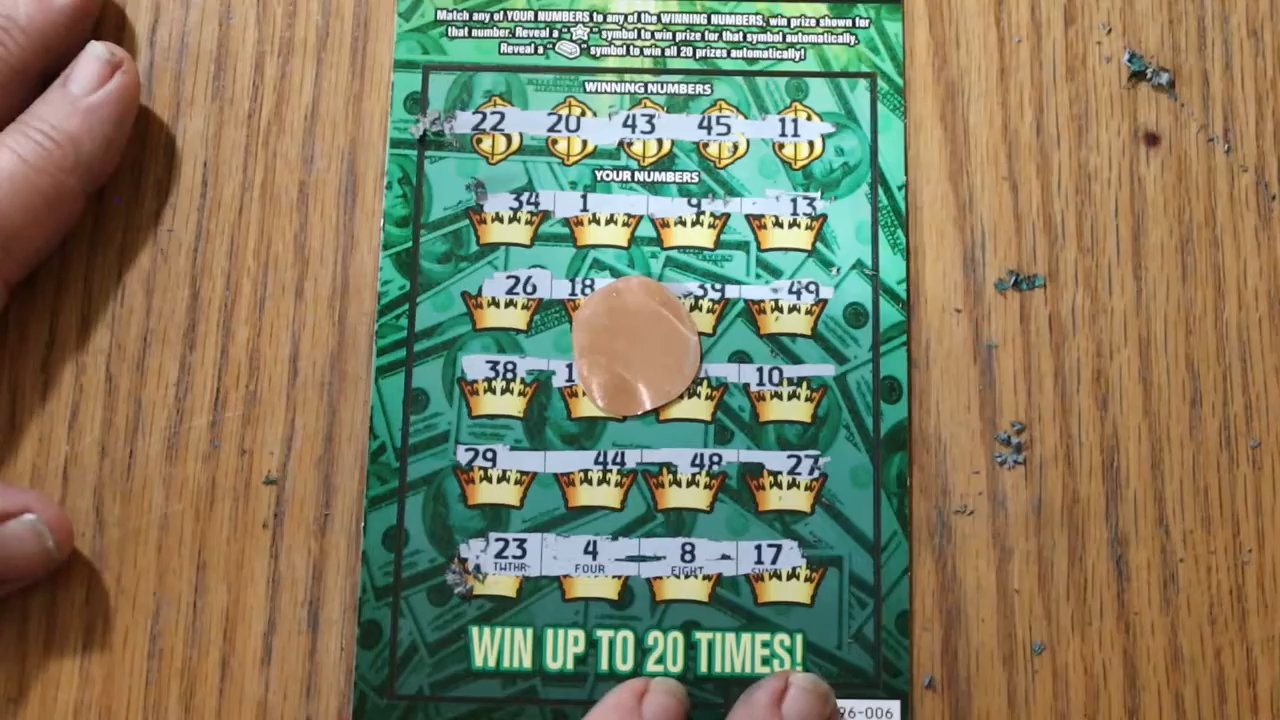 Match any of YOUR NUMBERS to any of the WINNING NUMBERS, win prize shown for
that number. Reveal a " " symbol to win prize for that symbol automatically.
Reveal a " " symbol to win all 20 prizes automatically!
WINNING NUMBERS
22 20 43 45 11
YOUR NUMBERS
34 1 9 13
26 18 39 49
38 10
29 44 48 27
23 4 8 17
TWTHR FOUR EIGHT
WIN UP TO 20 TIMES!
96-006